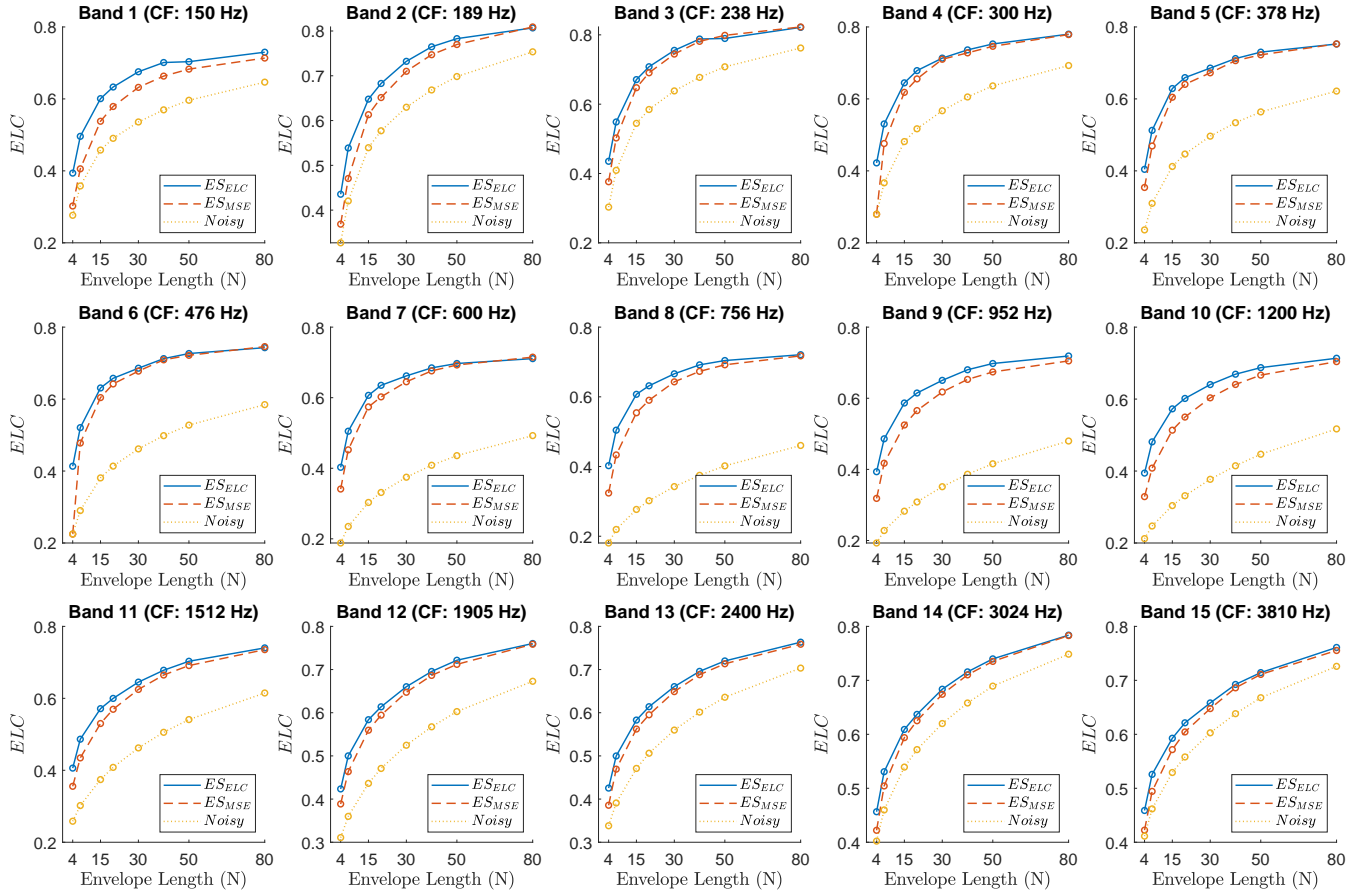 Band 1 (CF: 150 Hz)
0.8
0.6
0.4
0.2
ELC
ES_ELC
ES_MSE
Noisy
4 15 30 50 80
Envelope Length (N)
Band 2 (CF: 189 Hz)
0.8
0.7
0.6
0.5
0.4
ELC
ES_ELC
ES_MSE
Noisy
4 15 30 50 80
Envelope Length (N)
Band 3 (CF: 238 Hz)
0.8
0.6
0.4
0.2
ELC
ES_ELC
ES_MSE
Noisy
4 15 30 50 80
Envelope Length (N)
Band 4 (CF: 300 Hz)
0.8
0.6
0.4
0.2
ELC
ES_ELC
ES_MSE
Noisy
4 15 30 50 80
Envelope Length (N)
Band 5 (CF: 378 Hz)
0.8
0.6
0.4
0.2
ELC
ES_ELC
ES_MSE
Noisy
4 15 30 50 80
Envelope Length (N)
Band 6 (CF: 476 Hz)
0.8
0.6
0.4
0.2
ELC
ES_ELC
ES_MSE
Noisy
4 15 30 50 80
Envelope Length (N)
Band 7 (CF: 600 Hz)
0.8
0.6
0.4
0.2
ELC
ES_ELC
ES_MSE
Noisy
4 15 30 50 80
Envelope Length (N)
Band 8 (CF: 756 Hz)
0.8
0.6
0.4
0.2
ELC
ES_ELC
ES_MSE
Noisy
4 15 30 50 80
Envelope Length (N)
Band 9 (CF: 952 Hz)
0.8
0.6
0.4
0.2
ELC
ES_ELC
ES_MSE
Noisy
4 15 30 50 80
Envelope Length (N)
Band 10 (CF: 1200 Hz)
0.8
0.6
0.4
0.2
ELC
ES_ELC
ES_MSE
Noisy
4 15 30 50 80
Envelope Length (N)
Band 11 (CF: 1512 Hz)
0.8
0.6
0.4
0.2
ELC
ES_ELC
ES_MSE
Noisy
4 15 30 50 80
Envelope Length (N)
Band 12 (CF: 1905 Hz)
0.8
0.7
0.6
0.5
0.4
0.3
ELC
ES_ELC
ES_MSE
Noisy
4 15 30 50 80
Envelope Length (N)
Band 13 (CF: 2400 Hz)
0.8
0.7
0.6
0.5
0.4
0.3
ELC
ES_ELC
ES_MSE
Noisy
4 15 30 50 80
Envelope Length (N)
Band 14 (CF: 3024 Hz)
0.8
0.7
0.6
0.5
0.4
ELC
ES_ELC
ES_MSE
Noisy
4 15 30 50 80
Envelope Length (N)
Band 15 (CF: 3810 Hz)
0.8
0.7
0.6
0.5
0.4
ELC
ES_ELC
ES_MSE
Noisy
4 15 30 50 80
Envelope Length (N)